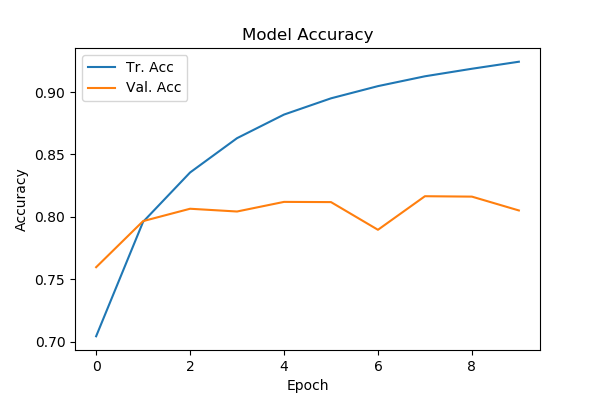 Model Accuracy
Tr. Acc
Val. Acc
Accuracy
0.90
0.85
0.80
0.75
0.70
0 2 4 6 8
Epoch